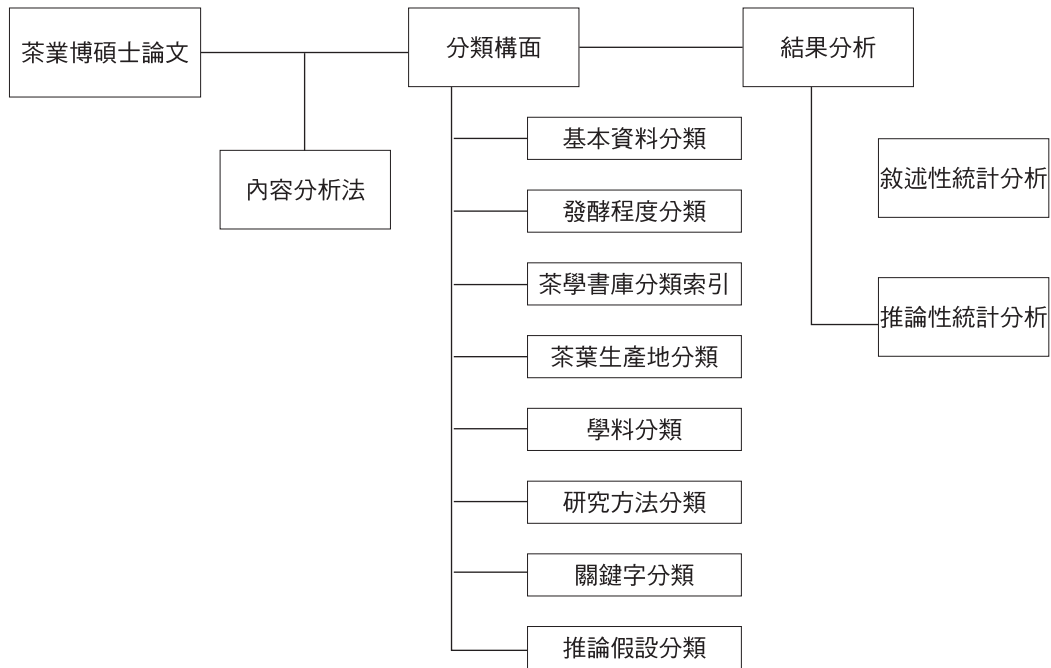 茶業博碩士論文
分類構面
結果分析
內容分析法
基本資料分類
發酵程度分類
茶學書庫分類索引
茶葉生產地分類
學料分類
研究方法分類
關鍵字分類
推論假設分類
敘述性統計分析
推論性統計分析